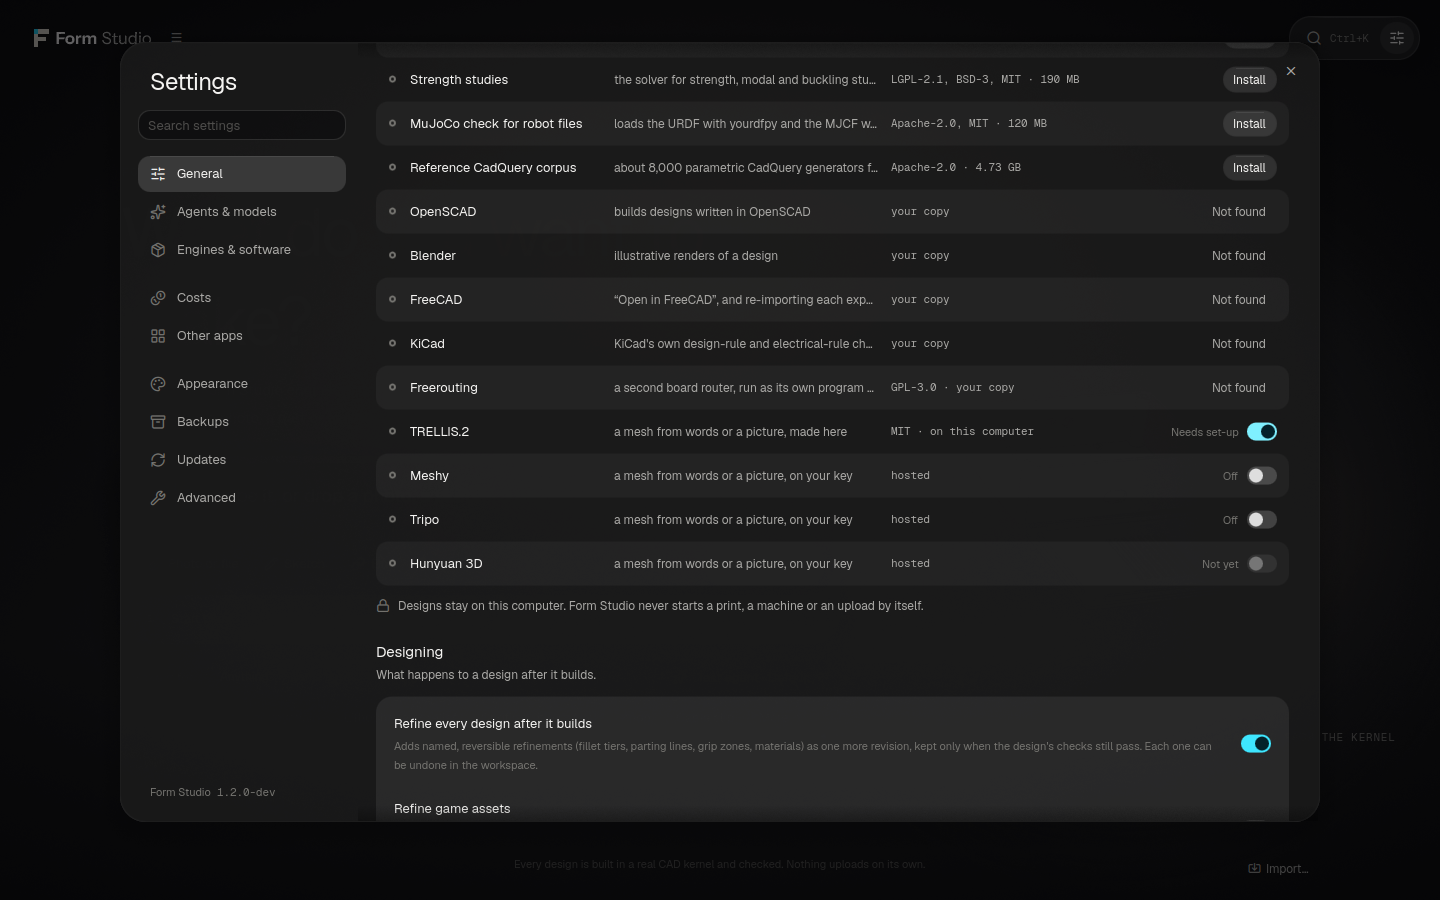 Form Studio
Ctrl+K
Settings
Search settings
General
Agents & models
Engines & software
Costs
Other apps
Appearance
Backups
Updates
Advanced
Form Studio 1.2.0-dev
Strength studies the solver for strength, modal and buckling stu… LGPL-2.1, BSD-3, MIT · 190 MB Install
MuJoCo check for robot files loads the URDF with yourdfpy and the MJCF w… Apache-2.0, MIT · 120 MB Install
Reference CadQuery corpus about 8,000 parametric CadQuery generators f… Apache-2.0 · 4.73 GB Install
OpenSCAD builds designs written in OpenSCAD your copy Not found
Blender illustrative renders of a design your copy Not found
FreeCAD “Open in FreeCAD”, and re-importing each exp… your copy Not found
KiCad KiCad's own design-rule and electrical-rule ch… your copy Not found
Freerouting a second board router, run as its own program … GPL-3.0 · your copy Not found
TRELLIS.2 a mesh from words or a picture, made here MIT · on this computer Needs set-up
Meshy a mesh from words or a picture, on your key hosted Off
Tripo a mesh from words or a picture, on your key hosted Off
Hunyuan 3D a mesh from words or a picture, on your key hosted Not yet
Designs stay on this computer. Form Studio never starts a print, a machine or an upload by itself.
Designing
What happens to a design after it builds.
Refine every design after it builds
Adds named, reversible refinements (fillet tiers, parting lines, grip zones, materials) as one more revision, kept only when the design's checks still pass. Each one can
be undone in the workspace.
Refine game assets
THE KERNEL
Every design is built in a real CAD kernel and checked. Nothing uploads on its own.
Import…